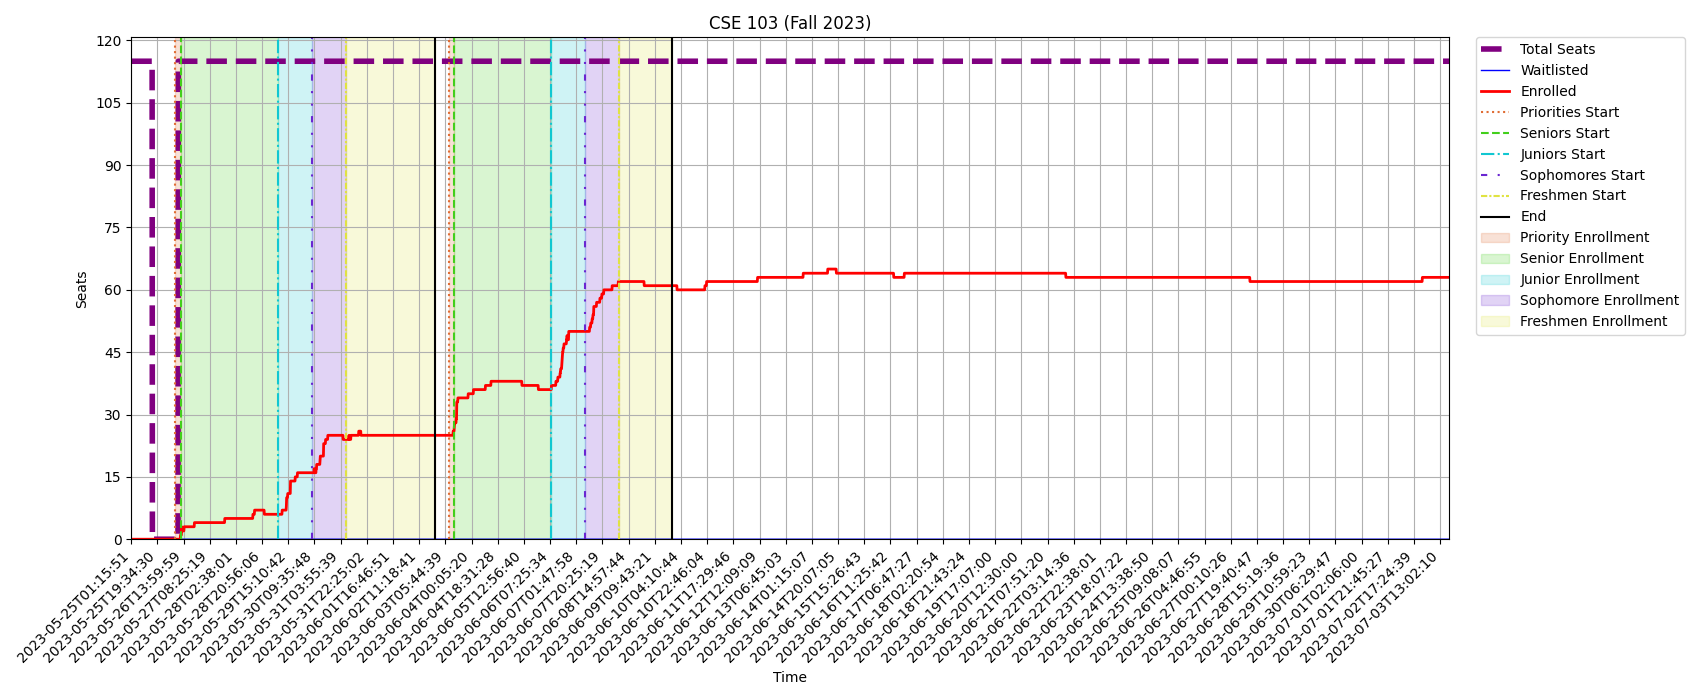 CSE 103 (Fall 2023)
120
105
90
75
60
45
30
15
0
Seats
2023-05-25T01:15:51
2023-05-25T19:34:30
2023-05-26T13:59:59
2023-05-27T08:25:19
2023-05-28T02:38:01
2023-05-28T20:56:06
2023-05-29T15:10:42
2023-05-30T09:35:48
2023-05-31T03:55:39
2023-05-31T22:25:02
2023-06-01T16:46:51
2023-06-02T11:18:41
2023-06-03T05:44:39
2023-06-04T00:05:20
2023-06-04T18:31:28
2023-06-05T12:56:40
2023-06-06T07:25:34
2023-06-07T01:47:58
2023-06-07T20:25:19
2023-06-08T14:57:44
2023-06-09T09:43:21
2023-06-10T04:10:44
2023-06-10T22:46:04
2023-06-11T17:29:46
2023-06-12T12:09:09
2023-06-13T06:45:03
2023-06-14T01:15:07
2023-06-14T20:07:05
2023-06-15T15:26:43
2023-06-16T11:25:42
2023-06-17T06:47:27
2023-06-18T02:20:54
2023-06-18T21:43:24
2023-06-19T17:07:00
2023-06-20T12:30:00
2023-06-21T07:51:20
2023-06-22T03:14:36
2023-06-22T22:38:01
2023-06-23T18:07:22
2023-06-24T13:38:50
2023-06-25T09:08:07
2023-06-26T04:46:55
2023-06-27T00:10:26
2023-06-27T19:40:47
2023-06-28T15:19:36
2023-06-29T10:59:23
2023-06-30T06:29:47
2023-07-01T02:06:00
2023-07-01T21:45:27
2023-07-02T17:24:39
2023-07-03T13:02:10
Time
Total Seats
Waitlisted
Enrolled
Priorities Start
Seniors Start
Juniors Start
Sophomores Start
Freshmen Start
End
Priority Enrollment
Senior Enrollment
Junior Enrollment
Sophomore Enrollment
Freshmen Enrollment